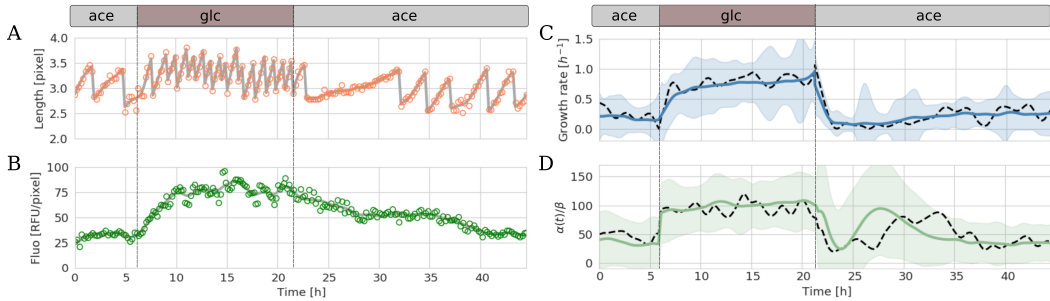 ace glc ace
A
Length [pixel]
4.0
3.5
3.0
2.5
2.0
B
Fluo [RFU/pixel]
100
75
50
25
0
0 5 10 15 20 25 30 35 40
Time [h]
ace glc ace
C
Growth rate [h⁻¹]
1.5
1.0
0.5
0.0
D
α(t)/β
150
100
50
0
0 5 10 15 20 25 30 35 40
Time [h]